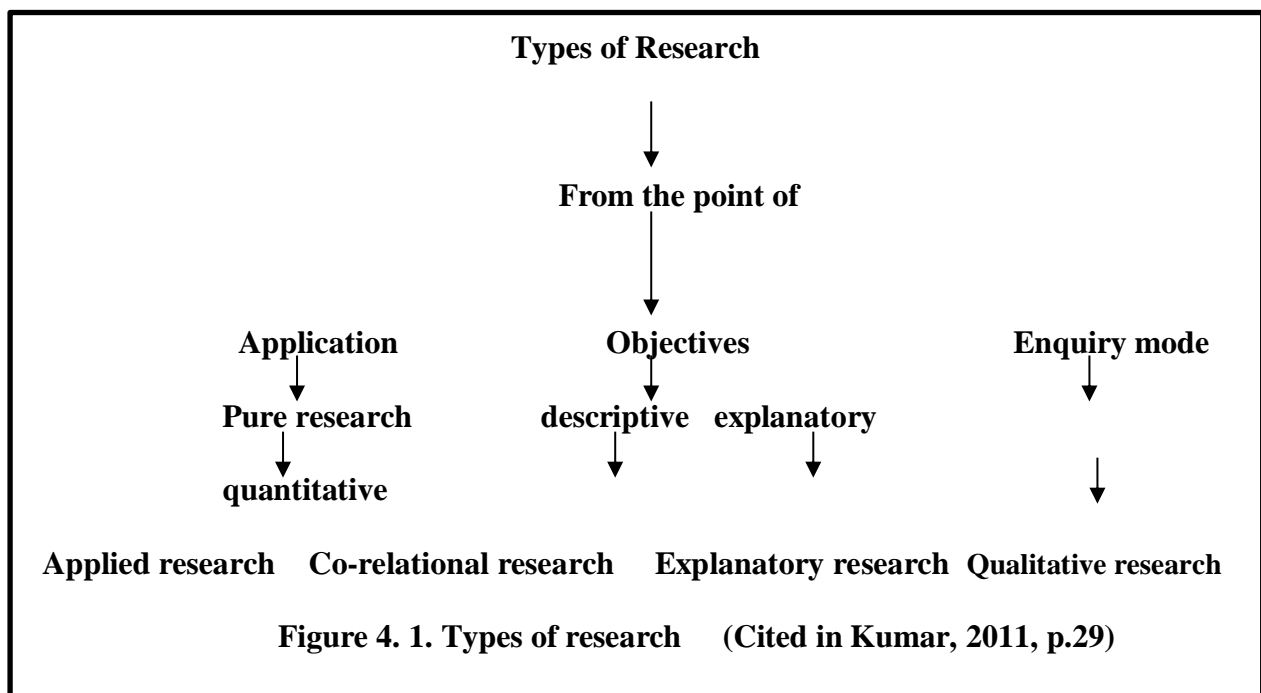 Types of Research
From the point of
Application Objectives Enquiry mode
Pure research descriptive explanatory
quantitative
Applied research Co-relational research Explanatory research Qualitative research
Figure 4. 1. Types of research (Cited in Kumar, 2011, p.29)